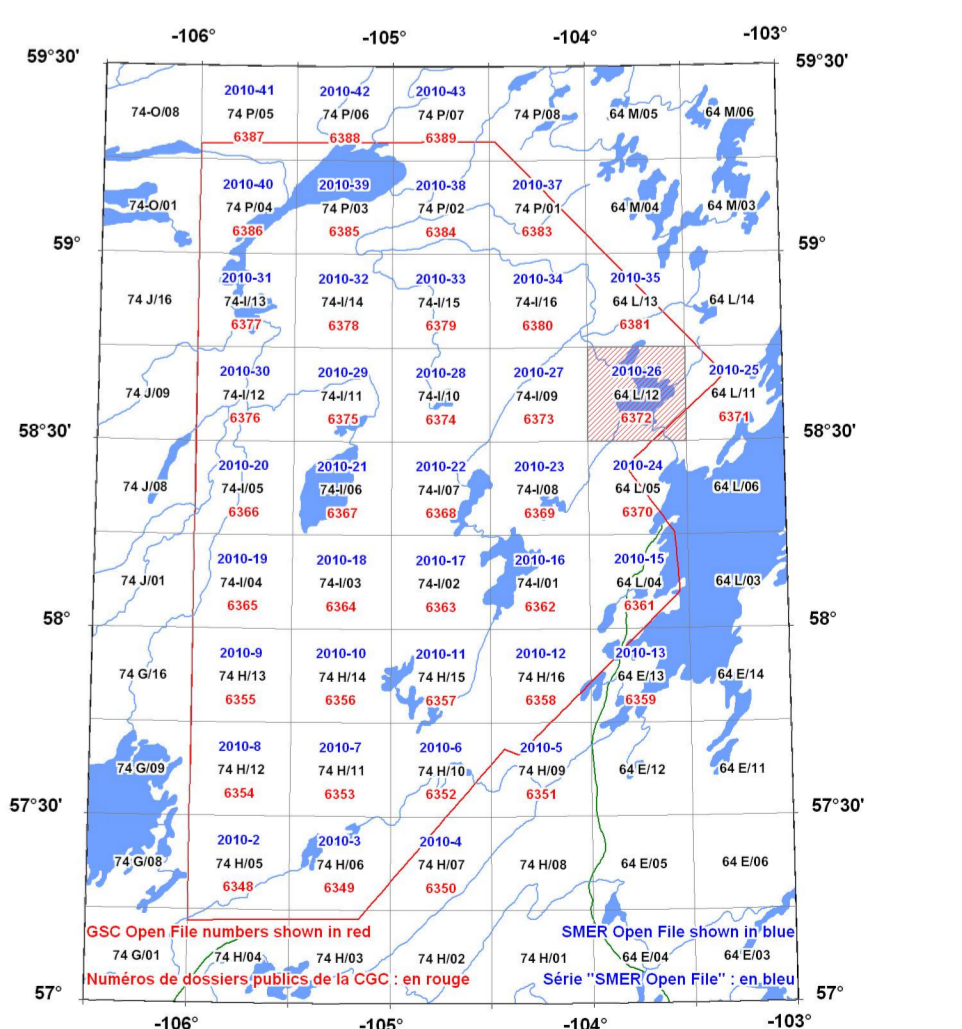 -106° -105° -104° -103°
59°30' 59°30'
2010-41 2010-42 2010-43
74-O/08 74 P/05 74 P/06 74 P/07 74 P/08 64 M/05 64 M/06
6387 6388 6389
2010-40 2010-39 2010-38 2010-37
74-O/01 74 P/04 74 P/03 74 P/02 74 P/01 64 M/04 64 M/03
6386 6385 6384 6383
59° 59°
2010-31 2010-32 2010-33 2010-34 2010-35
74 J/16 74-I/13 74-I/14 74-I/15 74-I/16 64 L/13 64 L/14
6377 6378 6379 6380 6381
2010-30 2010-29 2010-28 2010-27 2010-26 2010-25
74 J/09 74-I/12 74-I/11 74-I/10 74-I/09 64 L/12 64 L/11
6376 6375 6374 6373 6372 6371
58°30' 58°30'
2010-20 2010-21 2010-22 2010-23 2010-24
74 J/08 74-I/05 74-I/06 74-I/07 74-I/08 64 L/05 64 L/06
6366 6367 6368 6369 6370
2010-19 2010-18 2010-17 2010-16 2010-15
74 J/01 74-I/04 74-I/03 74-I/02 74-I/01 64 L/04 64 L/03
6365 6364 6363 6362 6361
58° 58°
2010-9 2010-10 2010-11 2010-12 2010-13
74 G/16 74 H/13 74 H/14 74 H/15 74 H/16 64 E/13 64 E/14
6355 6356 6357 6358 6359
2010-8 2010-7 2010-6 2010-5
74 G/09 74 H/12 74 H/11 74 H/10 74 H/09 64 E/12 64 E/11
6354 6353 6352 6351
57°30' 57°30'
2010-2 2010-3 2010-4
74 G/08 74 H/05 74 H/06 74 H/07 74 H/08 64 E/05 64 E/06
6348 6349 6350
GSC Open File numbers shown in red SMER Open File shown in blue
74 G/01 74 H/04 74 H/03 74 H/02 74 H/01 64 E/04 64 E/03
Numéros de dossiers publics de la CGC : en rouge Série "SMER Open File" : en bleu
57° 57°
-106° -105° -104° -103°